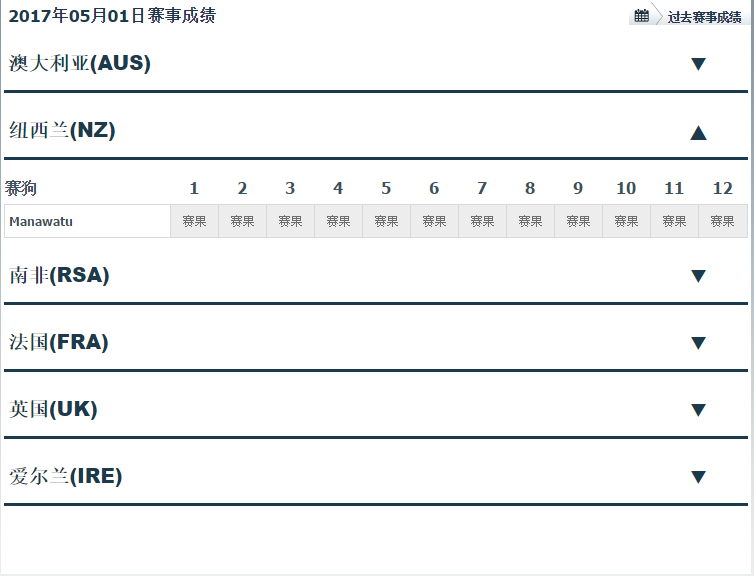 2017年05月01日赛事成绩 过去赛事成绩
澳大利亚(AUS) ▼
纽西兰(NZ) ▲
赛狗 1 2 3 4 5 6 7 8 9 10 11 12
Manawatu 赛果 赛果 赛果 赛果 赛果 赛果 赛果 赛果 赛果 赛果 赛果 赛果
南非(RSA) ▼
法国(FRA) ▼
英国(UK) ▼
爱尔兰(IRE) ▼